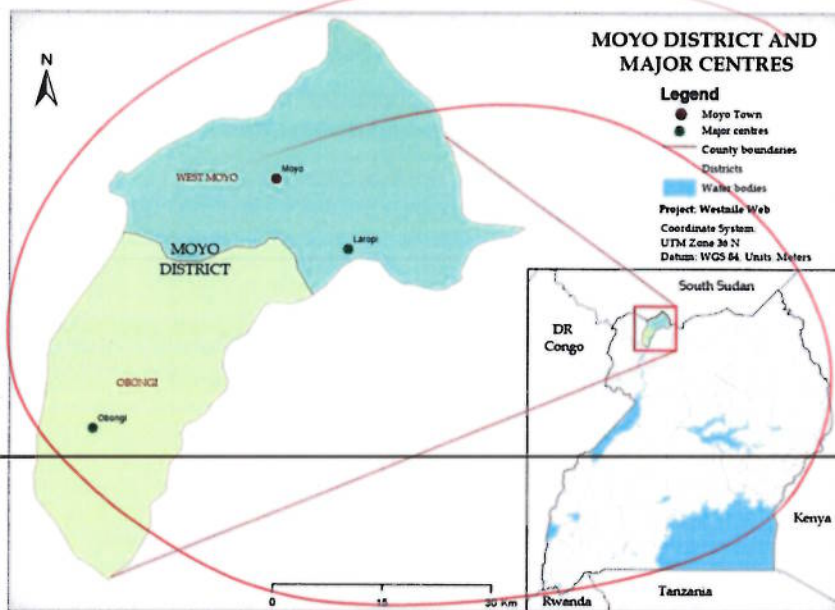 MOYO DISTRICT AND
MAJOR CENTRES
N
Legend
Moyo Town
Major centres
County boundaries
Districts
Water bodies
Project: Westnile Web
Coordinate System
UTM Zone 36 N
Datum: WGS 84, Units Meters
WEST MOYO
Moyo
Laropi
MOYO
DISTRICT
OBONGI
Obongi
0 15 30 Km
South Sudan
DR
Congo
Kenya
Tanzania
Rwanda